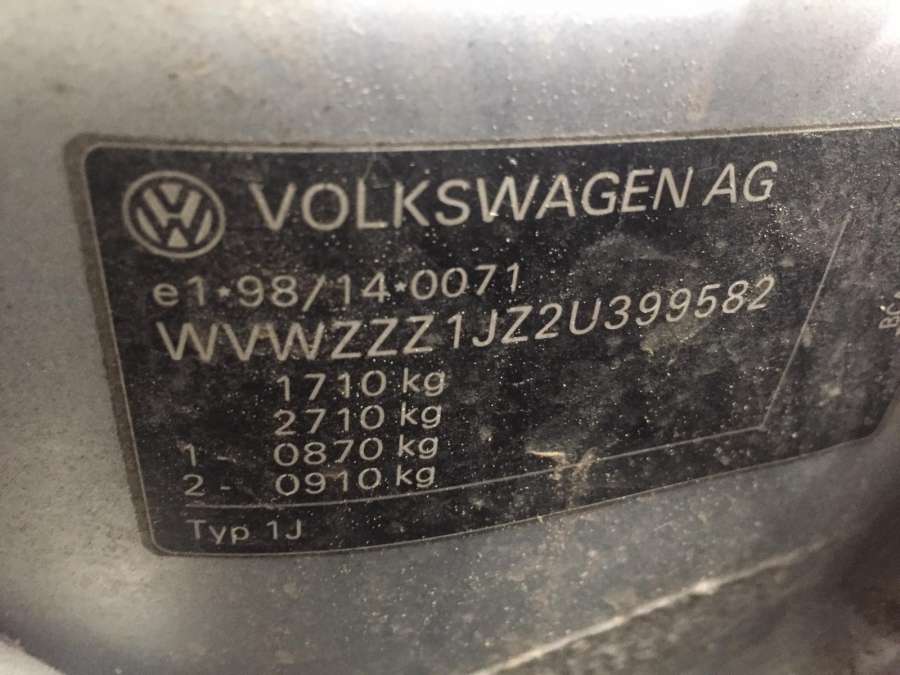 VOLKSWAGEN AG
e1*98/14*0071
WVWZZZ1JZ2U399582
1710 kg
2710 kg
1 - 0870 kg
2 - 0910 kg
Typ 1J